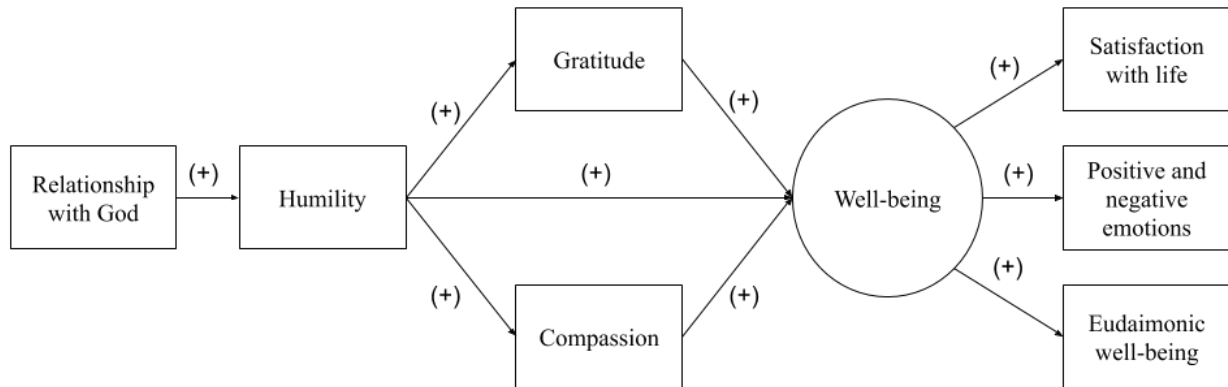 Relationship
with God
(+)
Humility
(+)
Gratitude
(+)
(+)
(+)
Compassion
(+)
Well-being
(+)
Satisfaction
with life
(+)
Positive and
negative
emotions
(+)
Eudaimonic
well-being